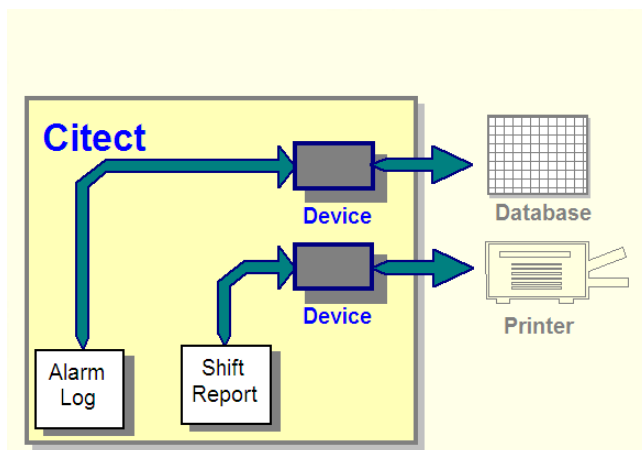 Citect
Device
Database
Device
Printer
Alarm
Log
Shift
Report